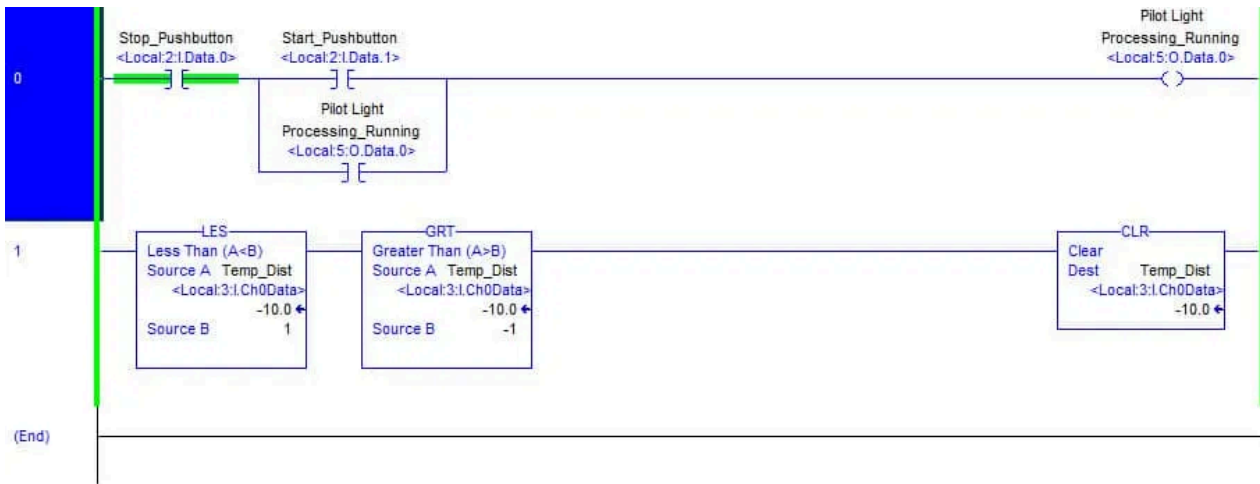 Pilot Light
Stop_Pushbutton Start_Pushbutton Processing_Running
<Local:2:I.Data.0> <Local:2:I.Data.1> <Local:5:O.Data.0>
0
Pilot Light
Processing_Running
<Local:5:O.Data.0>
1
LES
Less Than (A<B)
Source A Temp_Dist
<Local:3:I.Ch0Data>
-10.0
Source B 1
GRT
Greater Than (A>B)
Source A Temp_Dist
<Local:3:I.Ch0Data>
-10.0
Source B -1
CLR
Clear
Dest Temp_Dist
<Local:3:I.Ch0Data>
-10.0
(End)